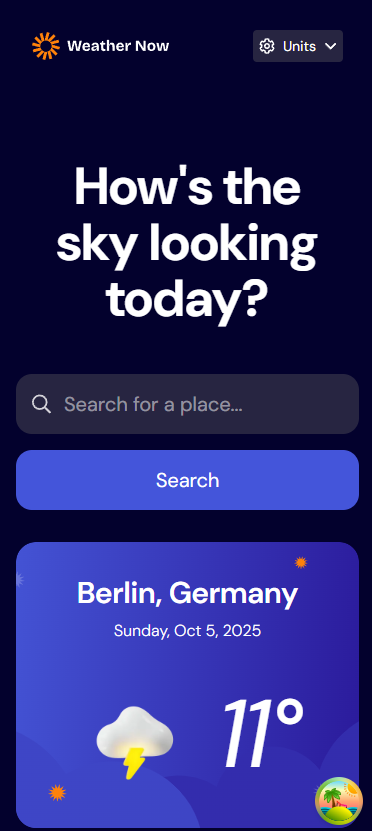 Weather Now
Units
How's the
sky looking
today?
Search for a place...
Search
Berlin, Germany
Sunday, Oct 5, 2025
11°